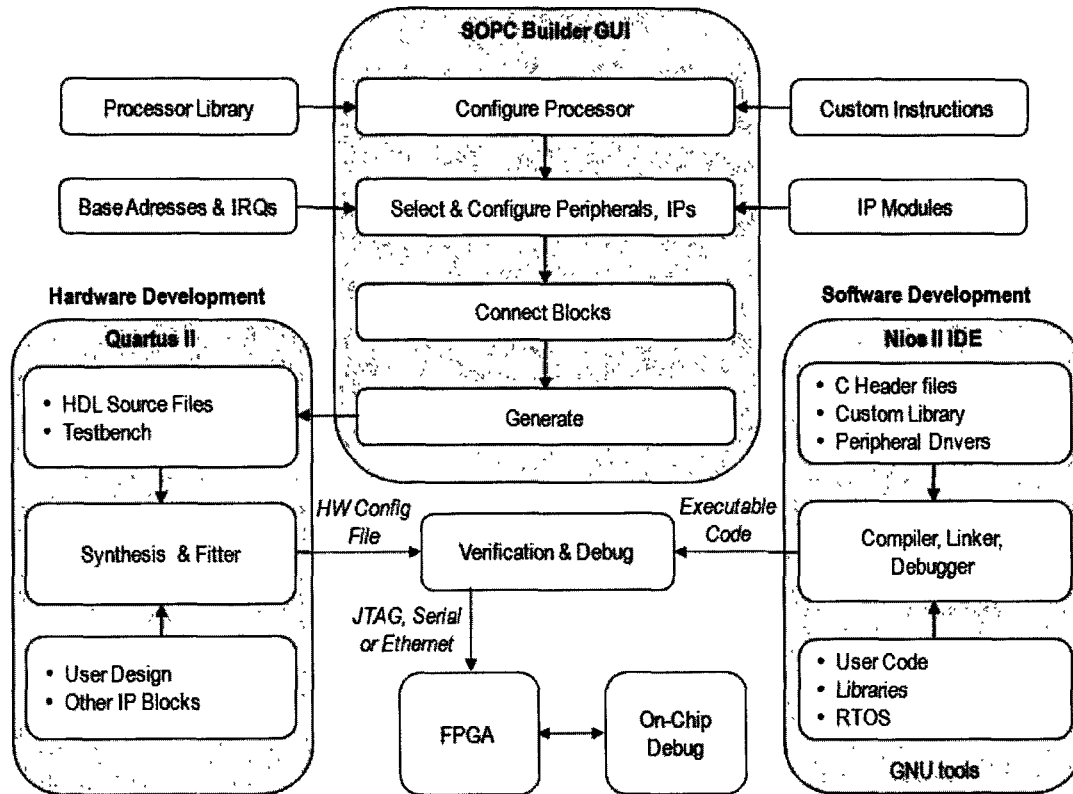 SOPC Builder GUI
Processor Library
Configure Processor
Custom Instructions
Base Adresses & IRQs
Select & Configure Peripherals, IPs
IP Modules
Connect Blocks
Generate
Hardware Development
Quartus II
• HDL Source Files
• Testbench
Synthesis & Fitter
• User Design
• Other IP Blocks
HW Config
File
Verification & Debug
Executable
Code
JTAG, Serial
or Ethernet
FPGA
On-Chip
Debug
Software Development
Nios II IDE
• C Header files
• Custom Library
• Peripheral Drivers
Compiler, Linker,
Debugger
• User Code
• Libraries
• RTOS
GNU tools